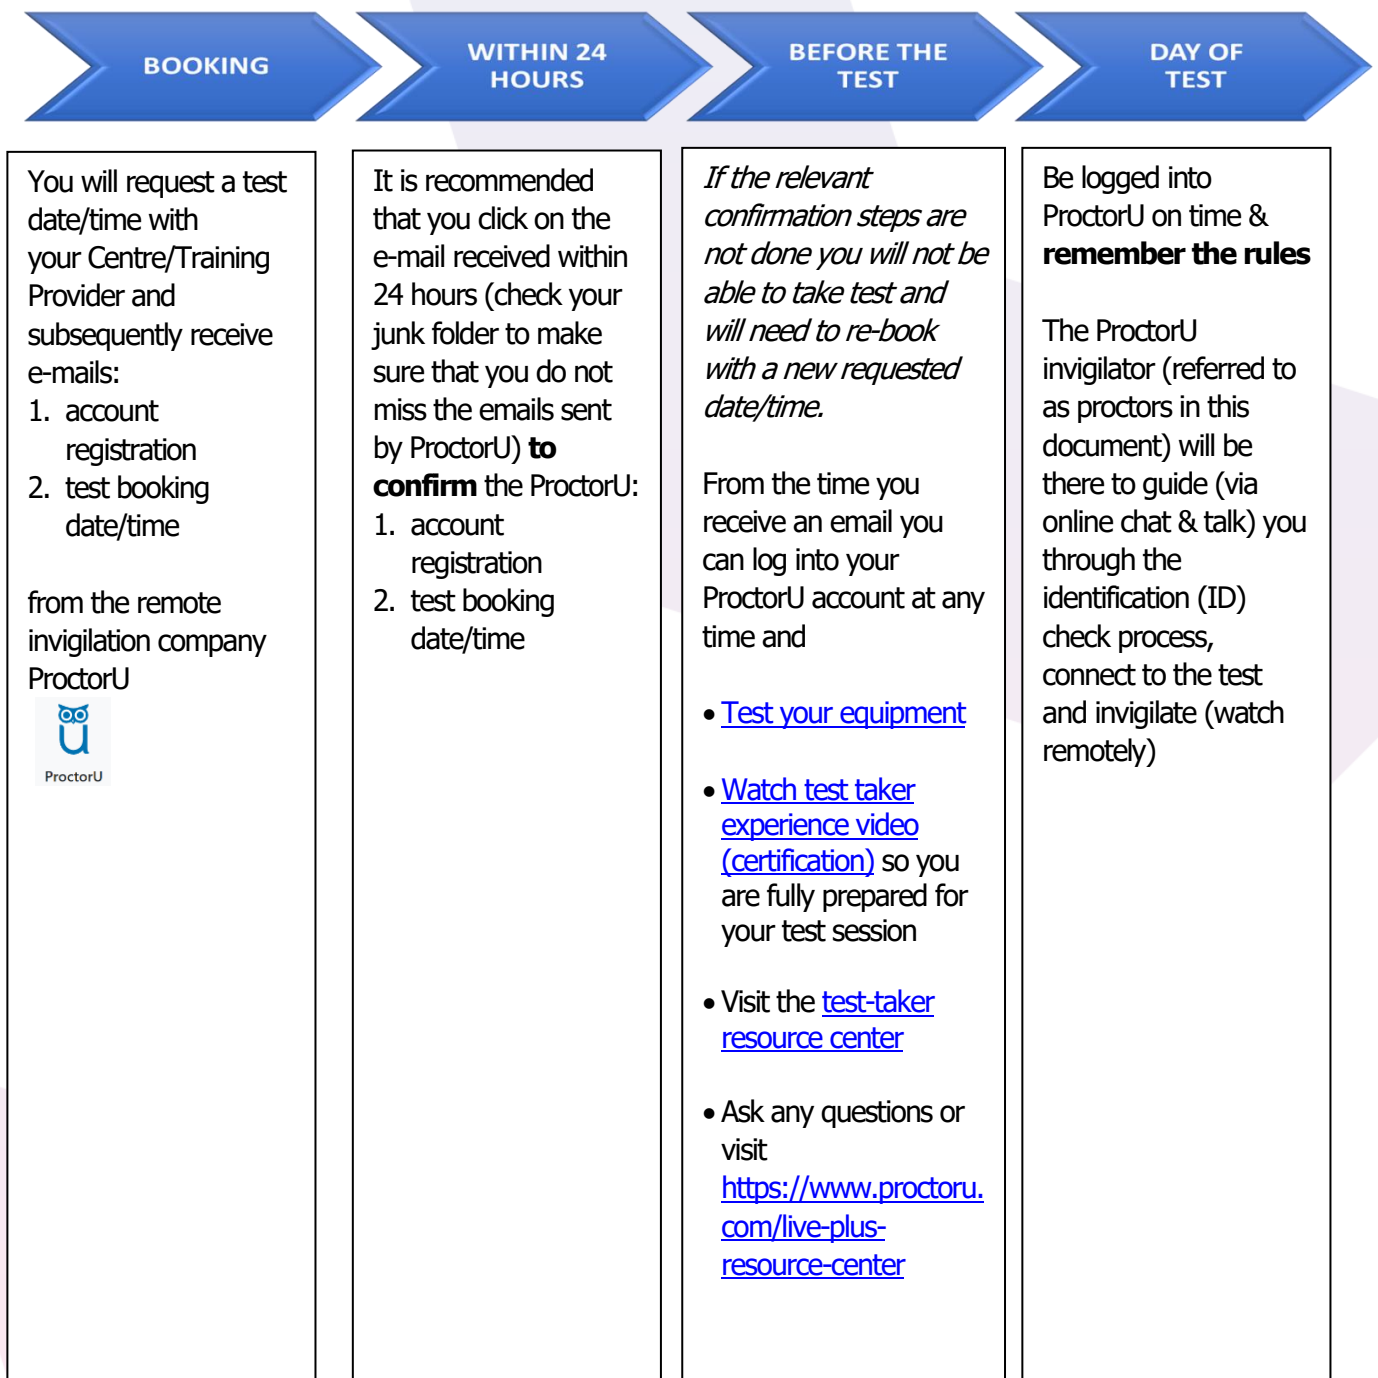 BOOKING
WITHIN 24
HOURS
BEFORE THE
TEST
DAY OF
TEST
You will request a test
date/time with
your Centre/Training
Provider and
subsequently receive
e-mails:
1. account
registration
2. test booking
date/time
from the remote
invigilation company
ProctorU
ProctorU
It is recommended
that you click on the
e-mail received within
24 hours (check your
junk folder to make
sure that you do not
miss the emails sent
by ProctorU) to
confirm the ProctorU:
1. account
registration
2. test booking
date/time
If the relevant
confirmation steps are
not done you will not be
able to take test and
will need to re-book
with a new requested
date/time.
From the time you
receive an email you
can log into your
ProctorU account at any
time and
• Test your equipment
• Watch test taker
experience video
(certification) so you
are fully prepared for
your test session
• Visit the test-taker
resource center
• Ask any questions or
visit
https://www.proctoru.
com/live-plus-
resource-center
Be logged into
ProctorU on time &
remember the rules
The ProctorU
invigilator (referred to
as proctors in this
document) will be
there to guide (via
online chat & talk) you
through the
identification (ID)
check process,
connect to the test
and invigilate (watch
remotely)